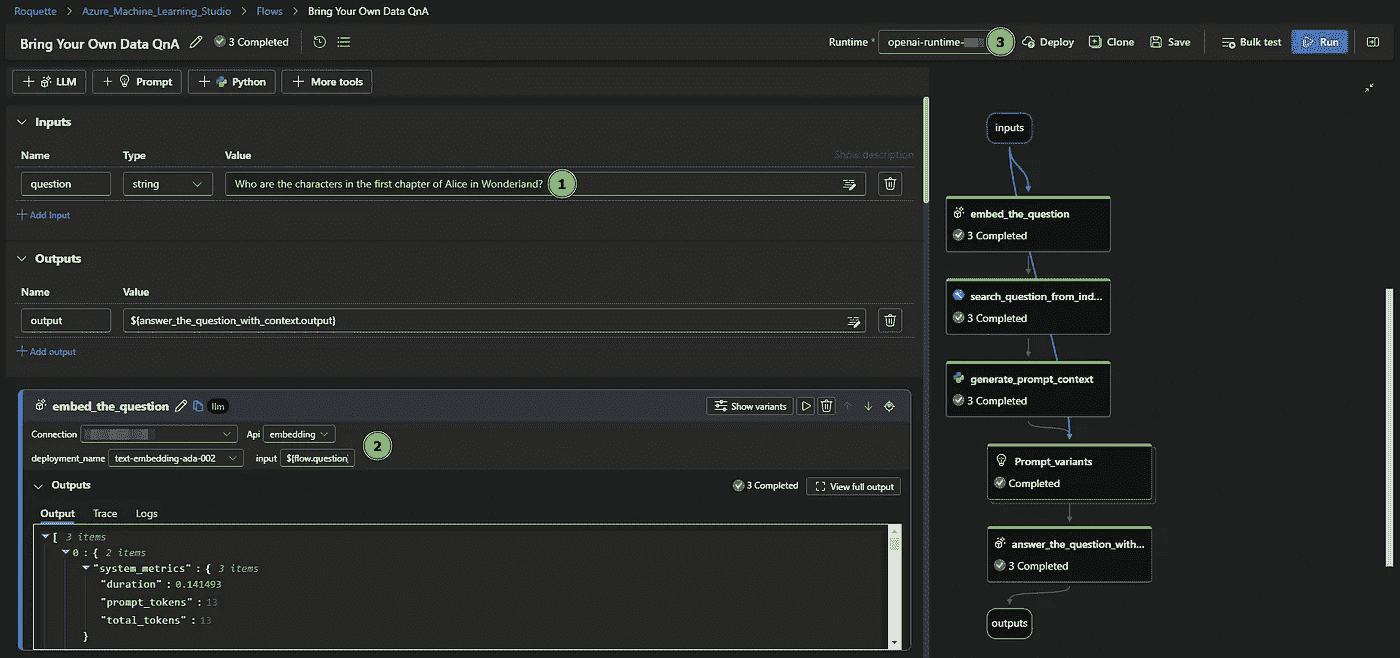 Roquette > Azure_Machine_Learning_Studio > Flows > Bring Your Own Data QnA
Bring Your Own Data QnA 3 Completed
Runtime * openai-runtime- 3 Deploy Clone Save Bulk test Run
+ LLM + Prompt + Python + More tools
Inputs
Name Type Value Show description
question string Who are the characters in the first chapter of Alice in Wonderland? 1
+ Add Input
Outputs
Name Value
output ${answer_the_question_with_context.output}
+ Add output
embed_the_question llm Show variants
Connection Api embedding 2
deployment_name text-embedding-ada-002 input ${flow.question
Outputs 3 Completed View full output
Output Trace Logs
[ 3 items
0 : { 2 items
"system_metrics" : { 3 items
"duration" : 0.141493
"prompt_tokens" : 13
"total_tokens" : 13
}
inputs
embed_the_question
3 Completed
search_question_from_ind...
3 Completed
generate_prompt_context
3 Completed
Prompt_variants
Completed
answer_the_question_with...
3 Completed
outputs